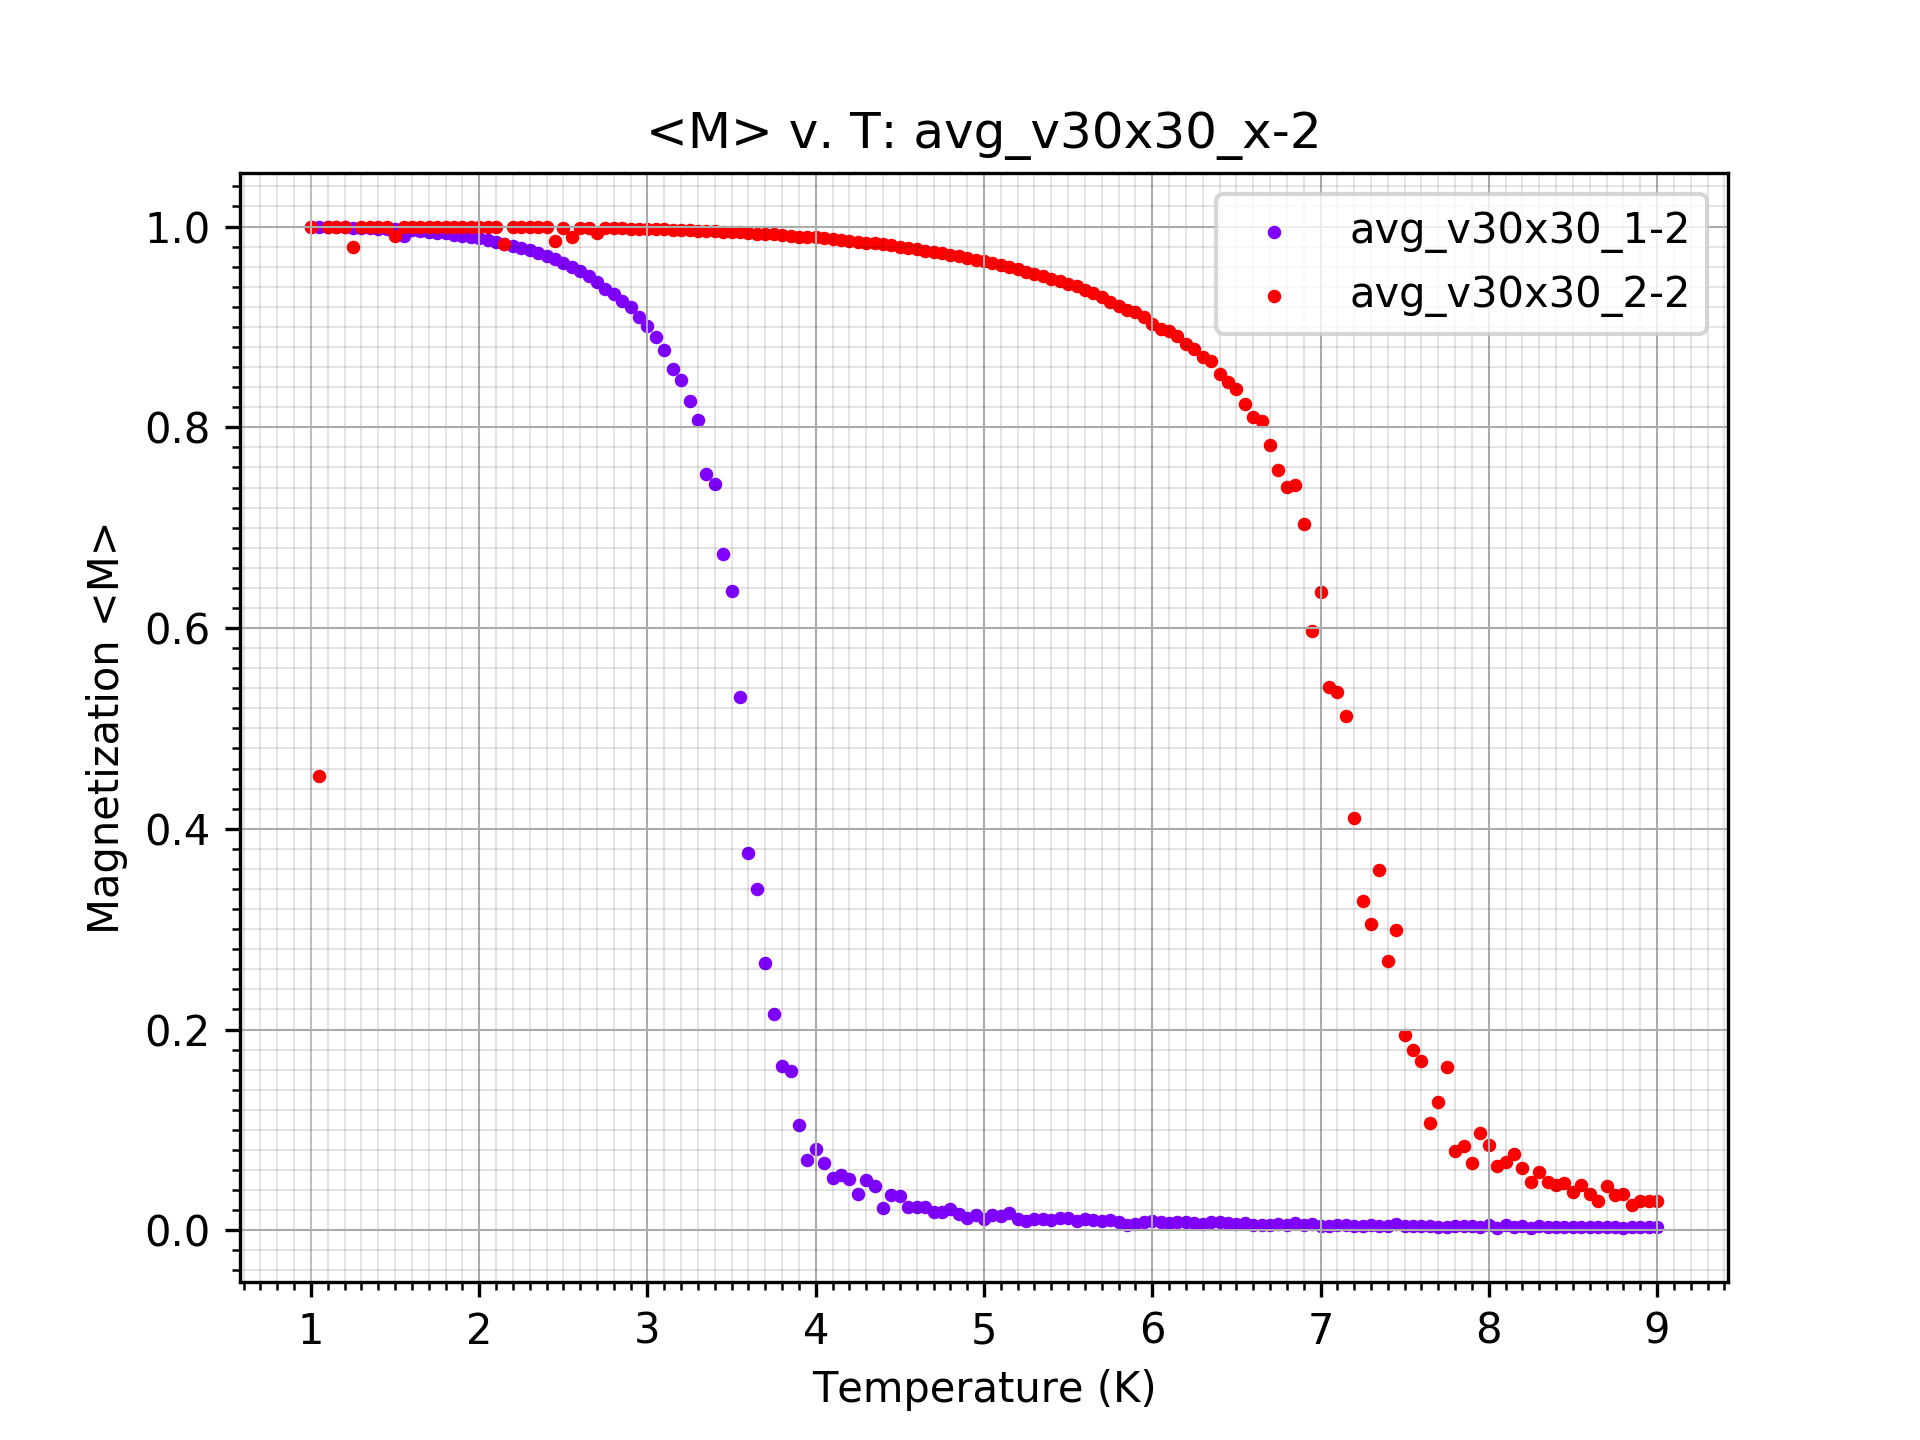 <M> v. T: avg_v30x30_x-2
avg_v30x30_1-2
avg_v30x30_2-2
Magnetization <M>
1.0
0.8
0.6
0.4
0.2
0.0
1 2 3 4 5 6 7 8 9
Temperature (K)